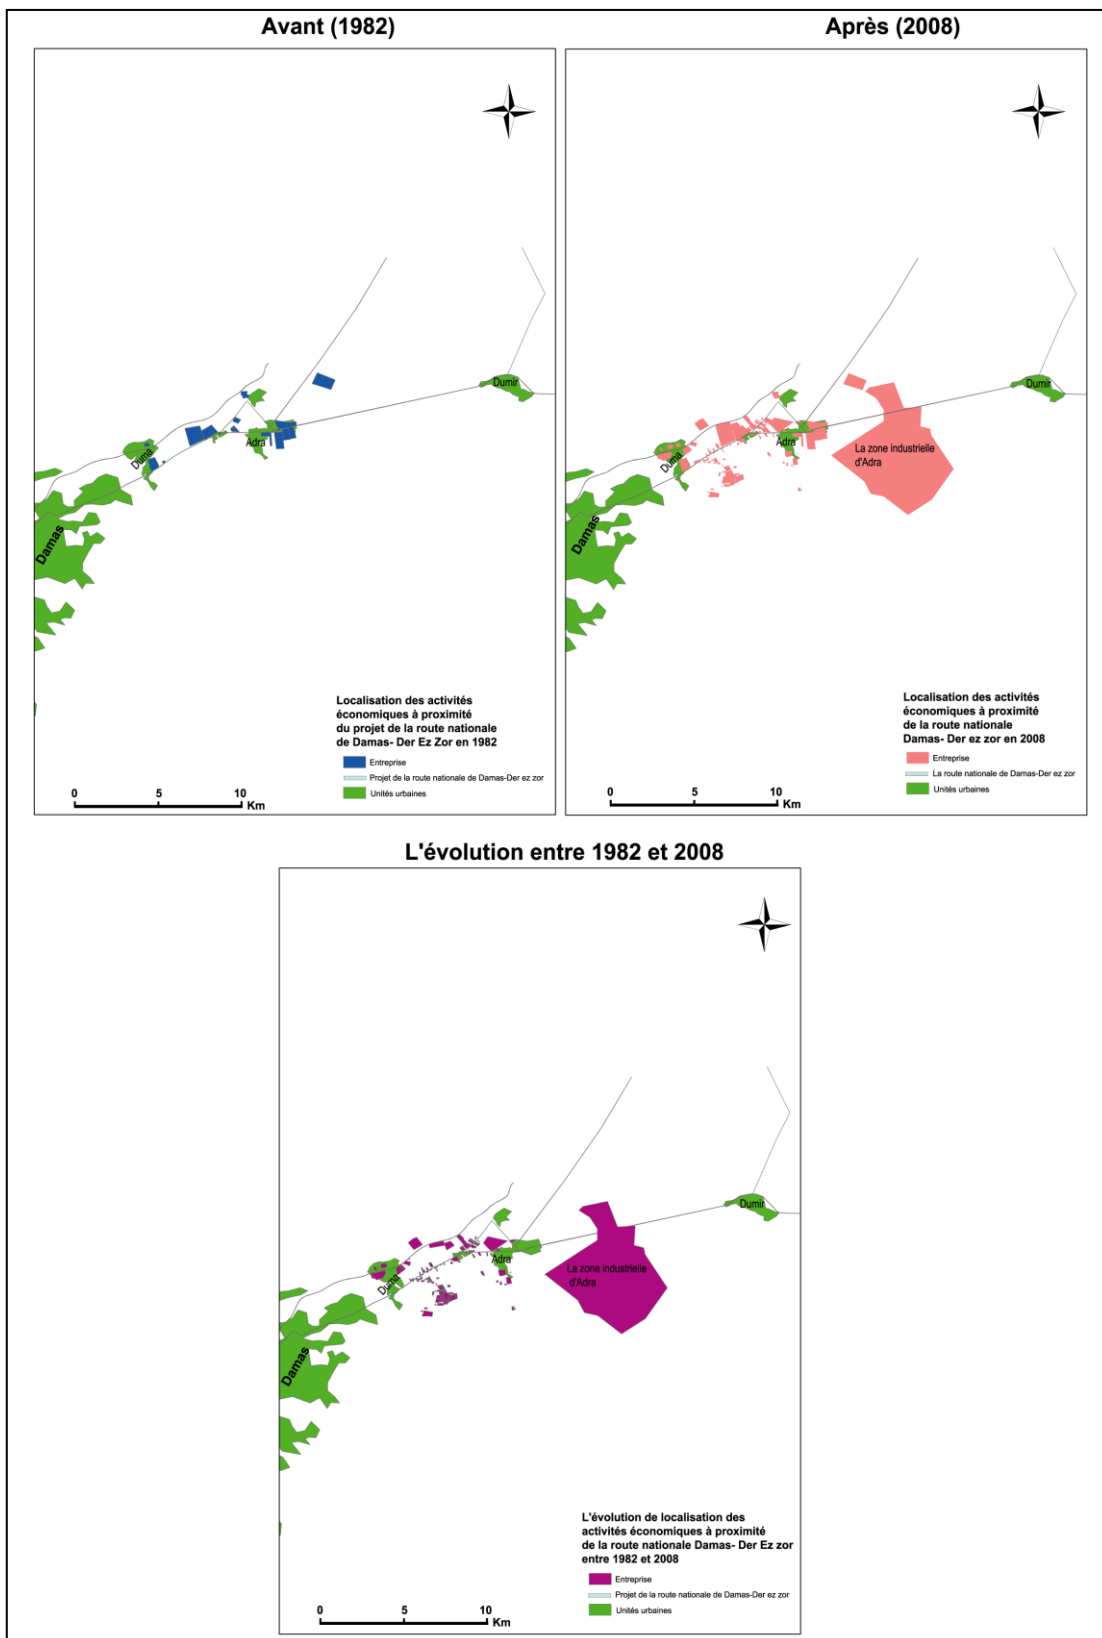 Avant (1982)
Après (2008)
Dumir
Adra
Duma
Damas
Localisation des activités
économiques à proximité
du projet de la route nationale
de Damas- Der Ez Zor en 1982
Entreprise
Projet de la route nationale de Damas-Der ez zor
Unités urbaines
0 5 10
Km
Dumir
La zone industrielle
d'Adra
Adra
Duma
Damas
Localisation des activités
économiques à proximité
de la route nationale
Damas- Der ez zor en 2008
Entreprise
La route nationale de Damas-Der ez zor
Unités urbaines
0 5 10
Km
L'évolution entre 1982 et 2008
Dumir
Adra
La zone industrielle
d'Adra
Duma
Damas
L'évolution de localisation des
activités économiques à proximité
de la route nationale Damas- Der Ez zor
entre 1982 et 2008
Entreprise
Projet de la route nationale de Damas-Der ez zor
Unités urbaines
0 5 10
Km